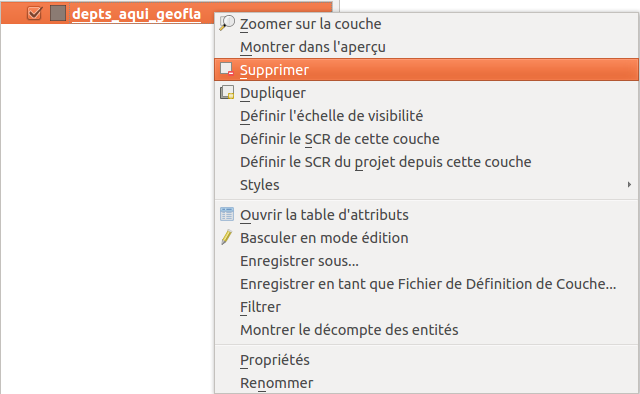 depts_aqui_geofla
Zoomer sur la couche
Montrer dans l'aperçu
Supprimer
Dupliquer
Définir l'échelle de visibilité
Définir le SCR de cette couche
Définir le SCR du projet depuis cette couche
Styles
Ouvrir la table d'attributs
Basculer en mode édition
Enregistrer sous...
Enregistrer en tant que Fichier de Définition de Couche...
Filtrer
Montrer le décompte des entités
Propriétés
Renommer